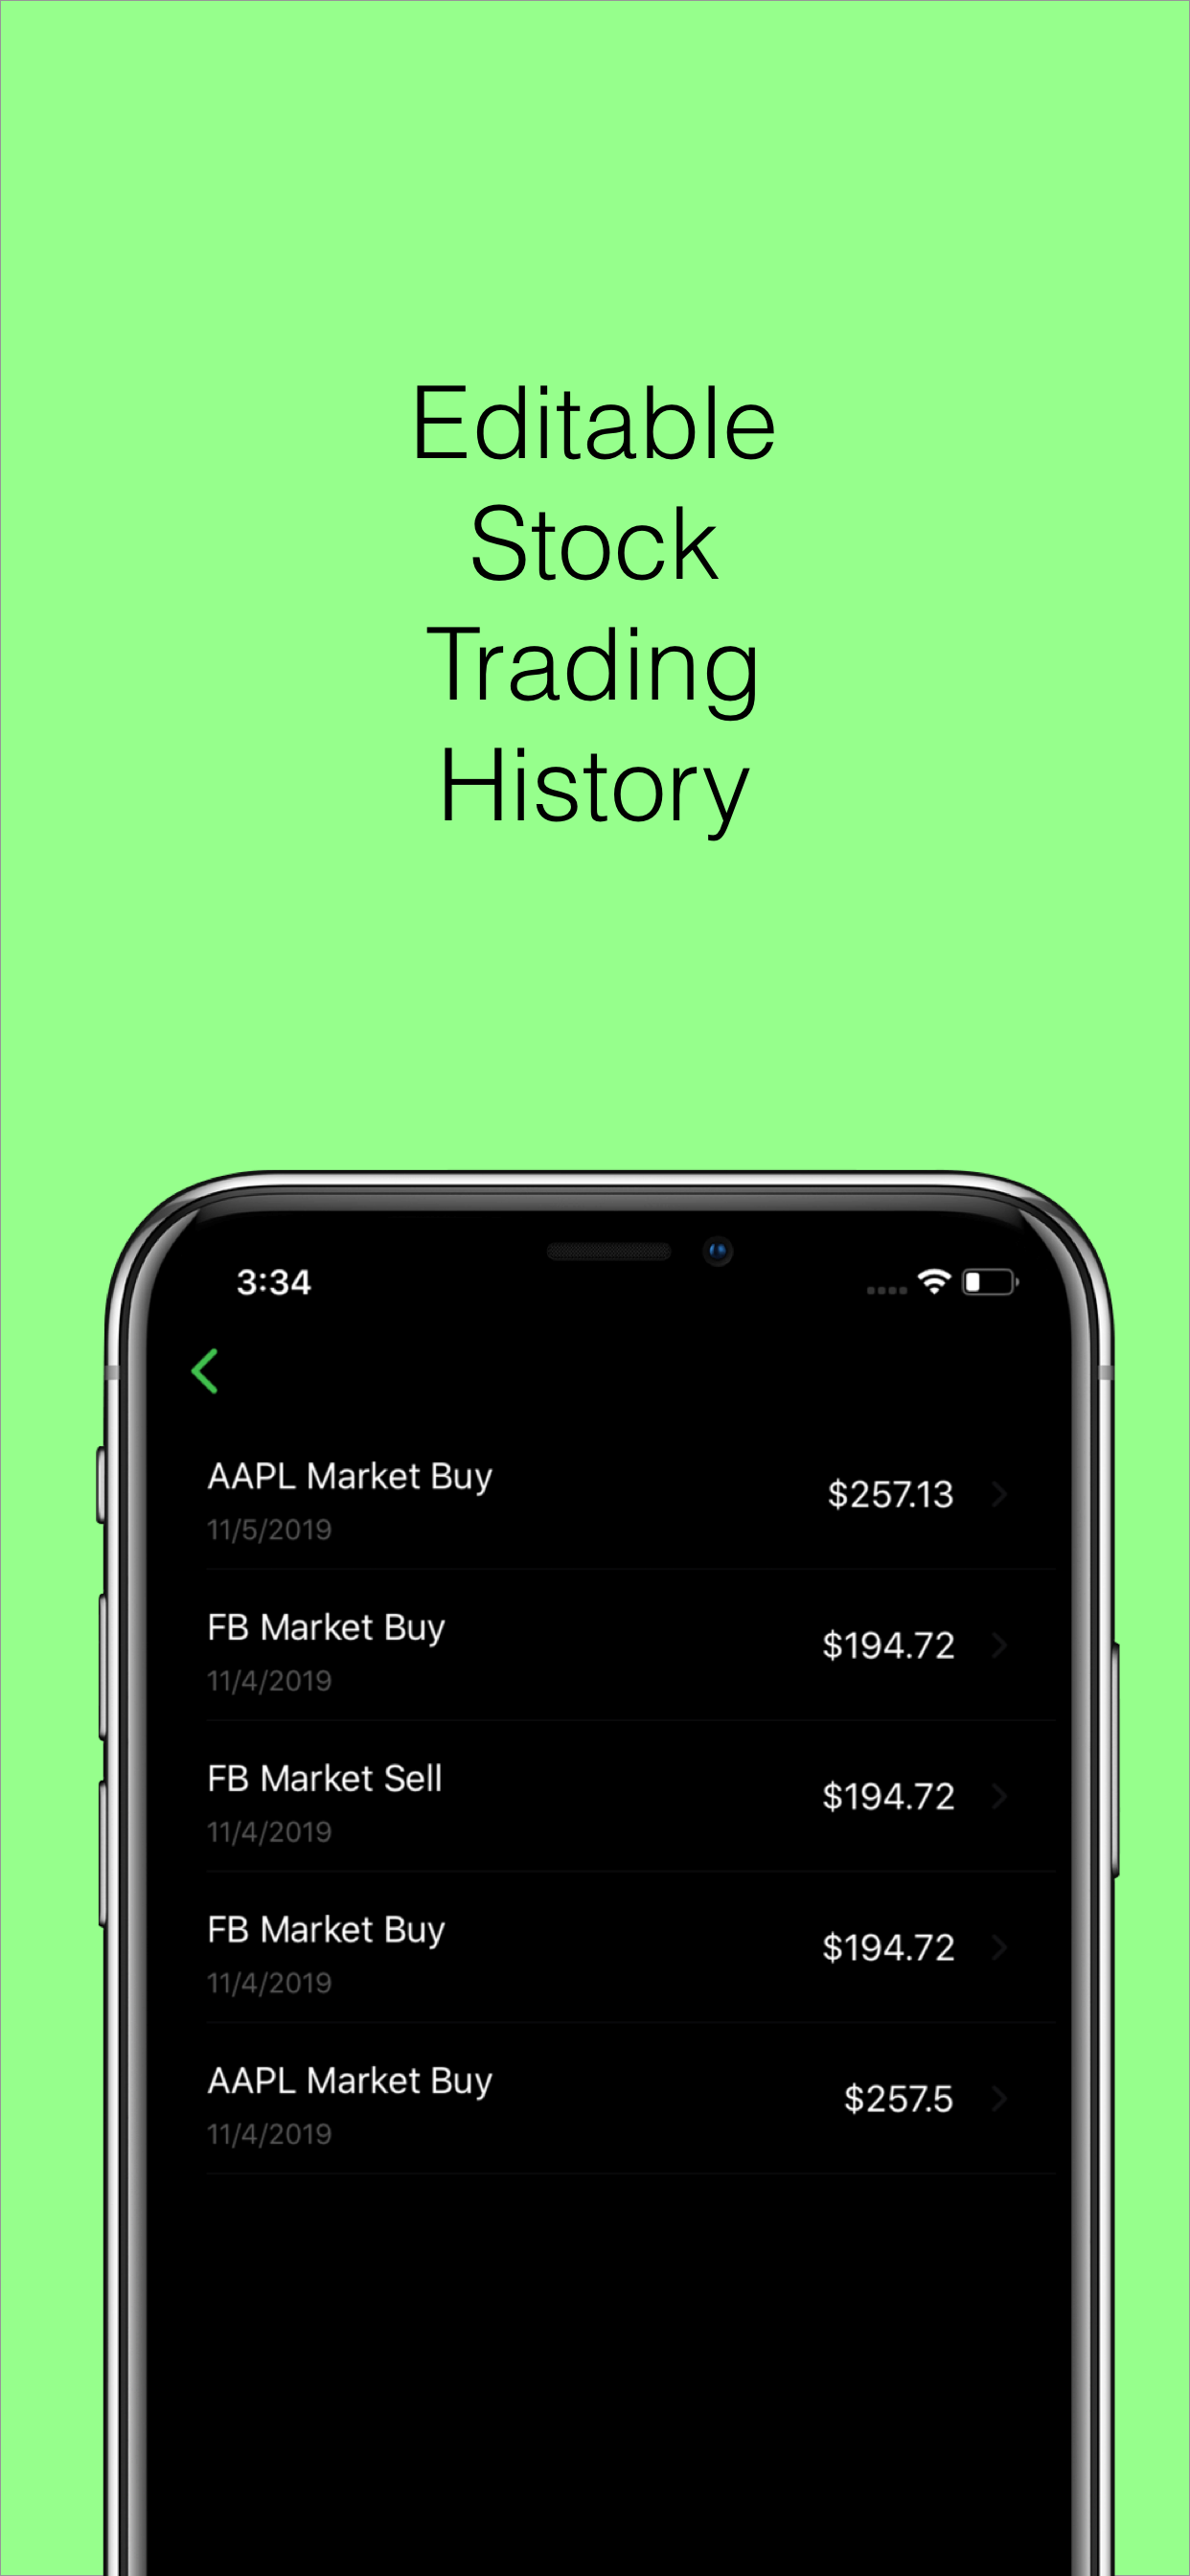 Editable
Stock
Trading
History
3:34
AAPL Market Buy
$257.13
11/5/2019
FB Market Buy
$194.72
11/4/2019
FB Market Sell
$194.72
11/4/2019
FB Market Buy
$194.72
11/4/2019
AAPL Market Buy
$257.5
11/4/2019